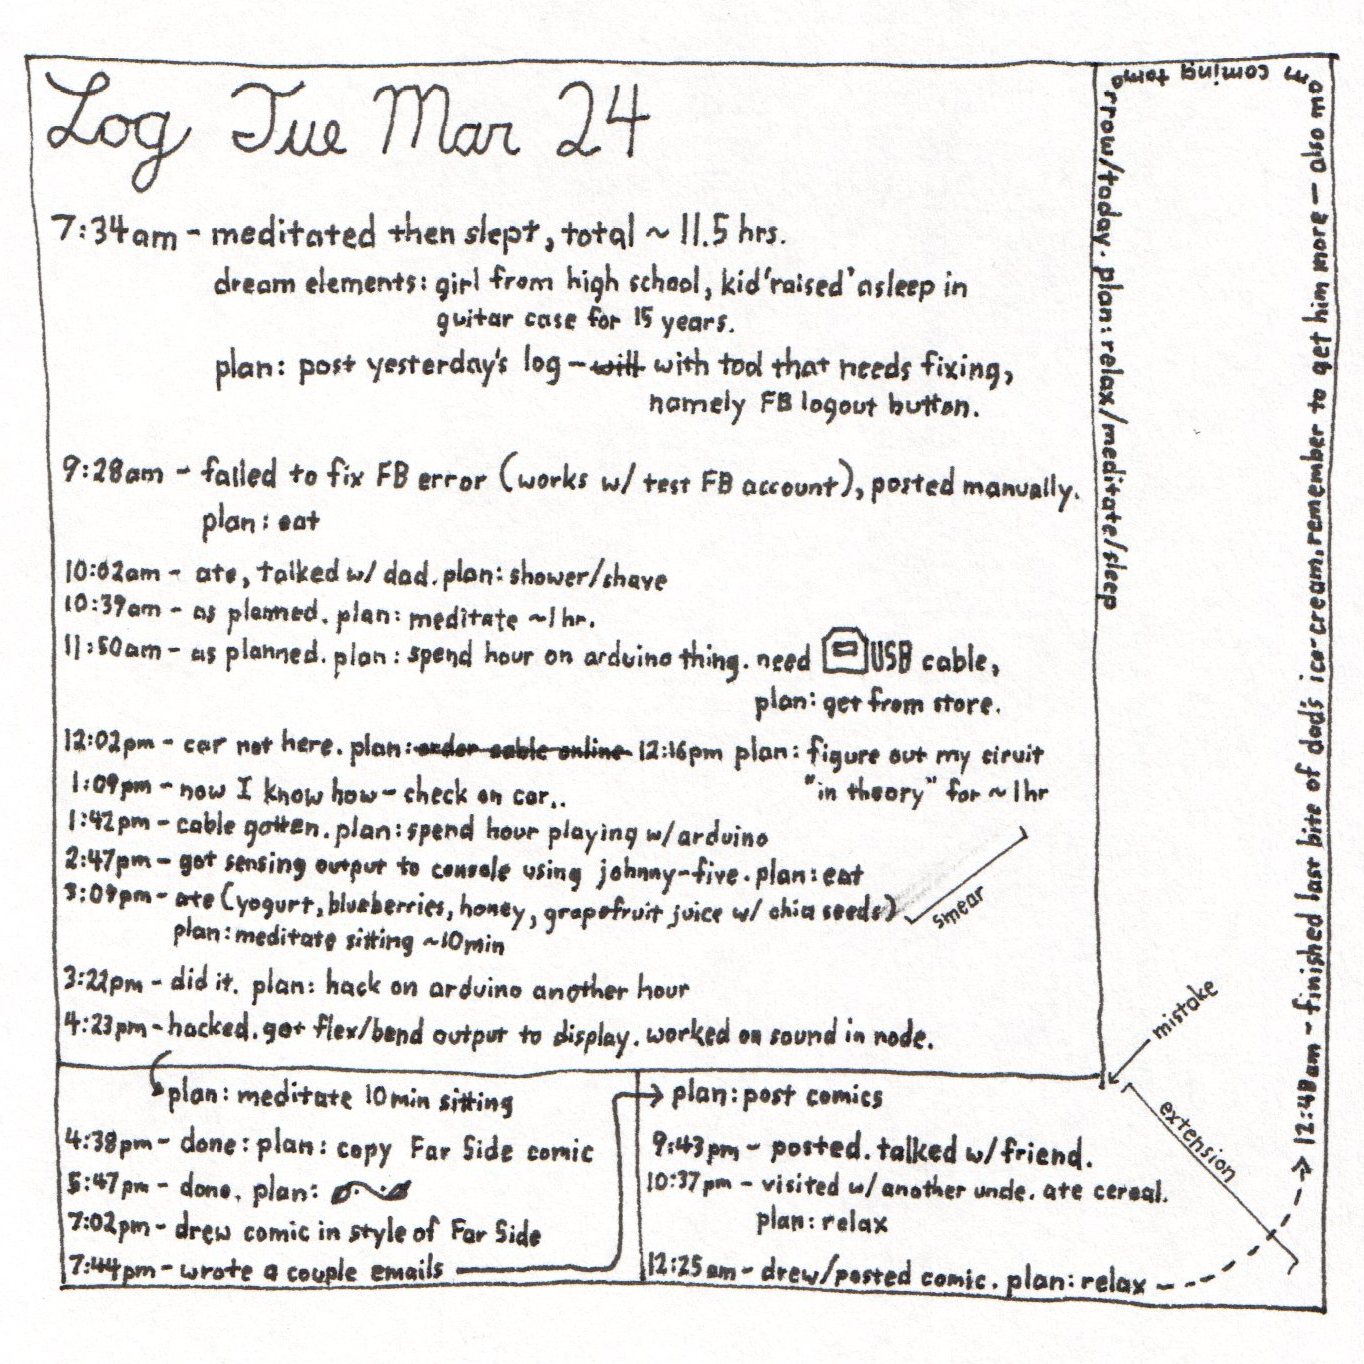 Log Tue Mar 24
7:34am - meditated then slept, total ~ 11.5 hrs.
dream elements: girl from high school, kid 'raised' asleep in
guitar case for 15 years.
plan: post yesterday's log - will with tool that needs fixing,
namely FB logout button.
9:28am - failed to fix FB error (works w/ test FB account), posted manually.
plan: eat
10:02am - ate, talked w/ dad. plan: shower/shave
10:39am - as planned. plan: meditate ~1 hr.
11:50am - as planned. plan: spend hour on arduino thing. need USB cable,
plan: get from store.
12:02pm - car not here. plan: order cable online 12:16pm plan: figure out my ciruit
"in theory" for ~ 1hr
1:09pm - now I know how - check on car..
1:42pm - cable gotten. plan: spend hour playing w/ arduino
2:47pm - got sensing output to console using johnny-five. plan: eat
3:09pm - ate (yogurt, blueberries, honey, grapefruit juice w/ chia seeds)
smear
plan: meditate sitting ~10min
3:22pm - did it. plan: hack on arduino another hour
4:23pm - hacked. got flex/bend output to display. worked on sound in node.
plan: meditate 10min sitting
4:38pm - done: plan: copy Far Side comic
5:47pm - done. plan:
7:02pm - drew comic in style of Far Side
7:44pm - wrote a couple emails
plan: post comics
9:43pm - posted. talked w/ friend.
10:37pm - visited w/ another uncle. ate cereal.
plan: relax
12:25am - drew/posted comic. plan: relax
mistake
extension
12:48am - finished last bite of dad's ice-cream. remember to get him more - also mo
m coming tomo
rrow/today. plan: relax/meditate/sleep